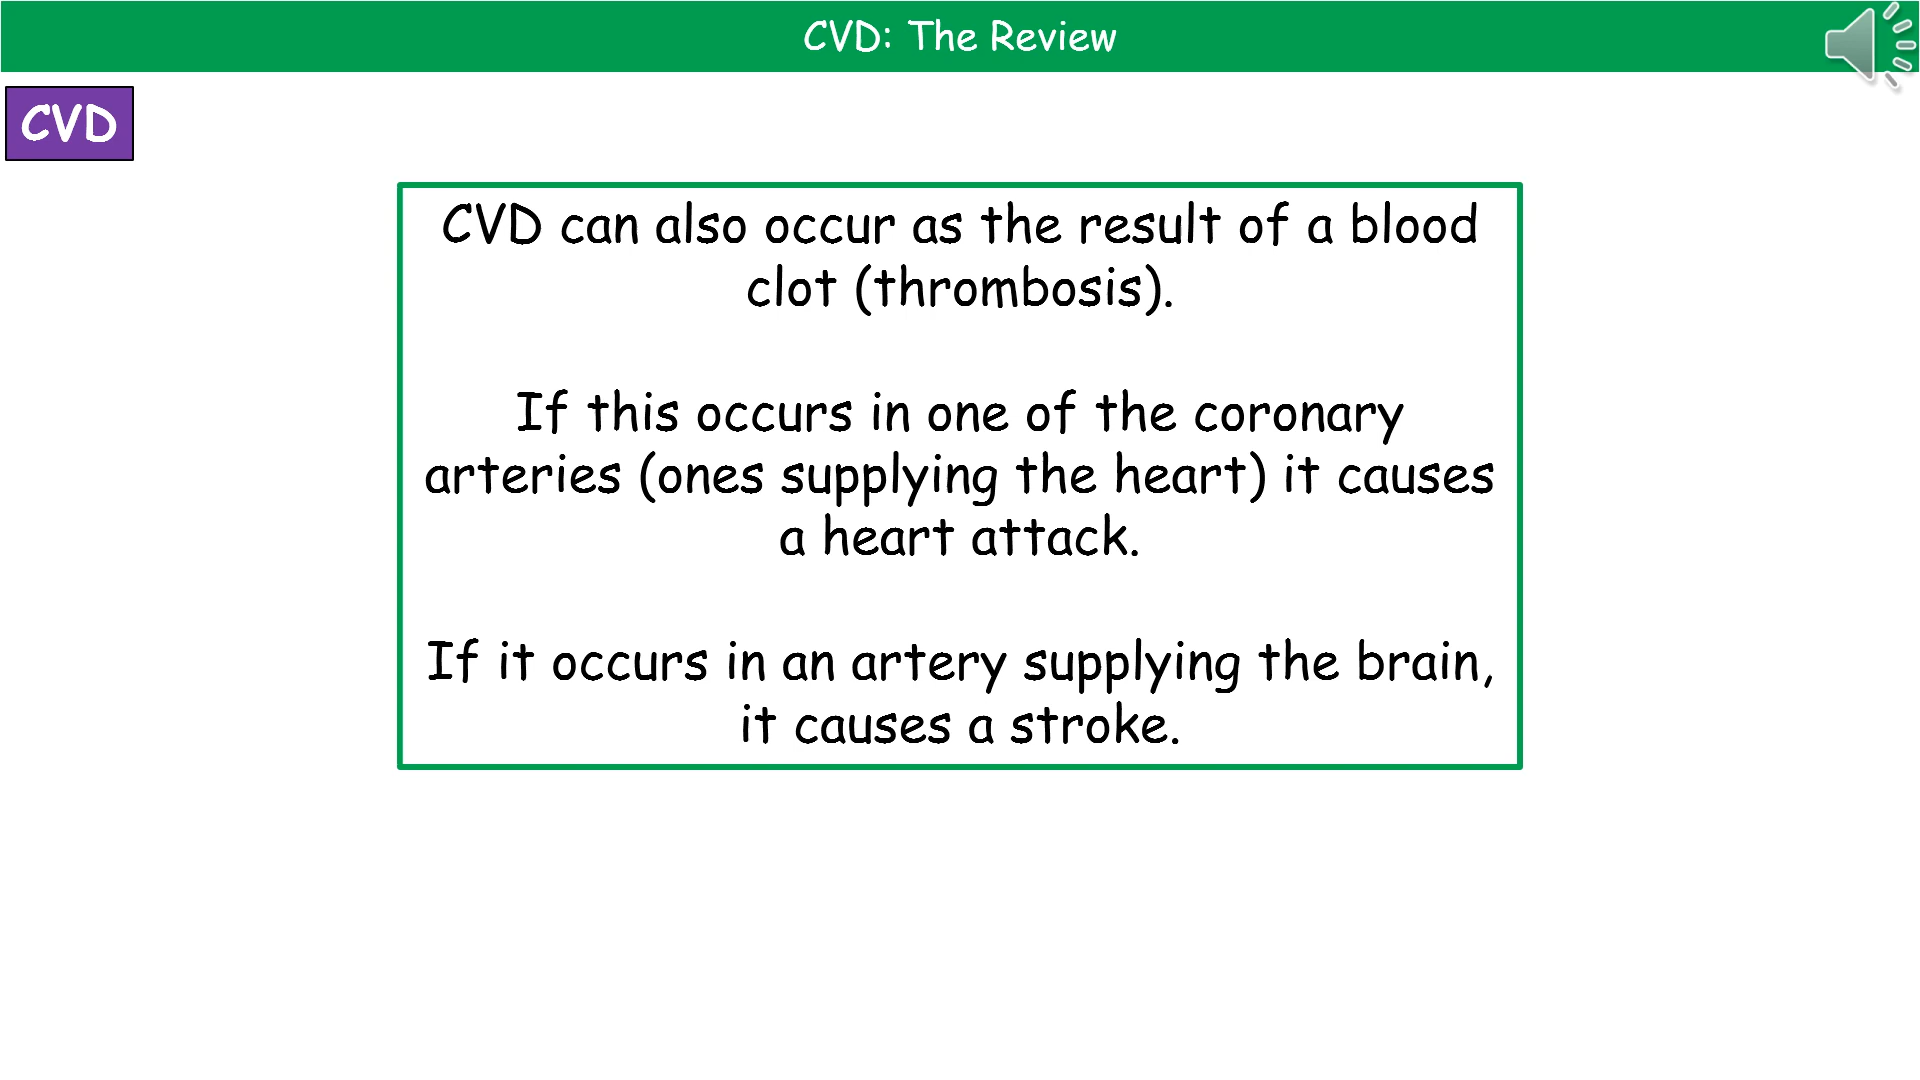 CVD: The Review
CVD
CVD can also occur as the result of a blood
clot (thrombosis).
If this occurs in one of the coronary
arteries (ones supplying the heart) it causes
a heart attack.
If it occurs in an artery supplying the brain,
it causes a stroke.